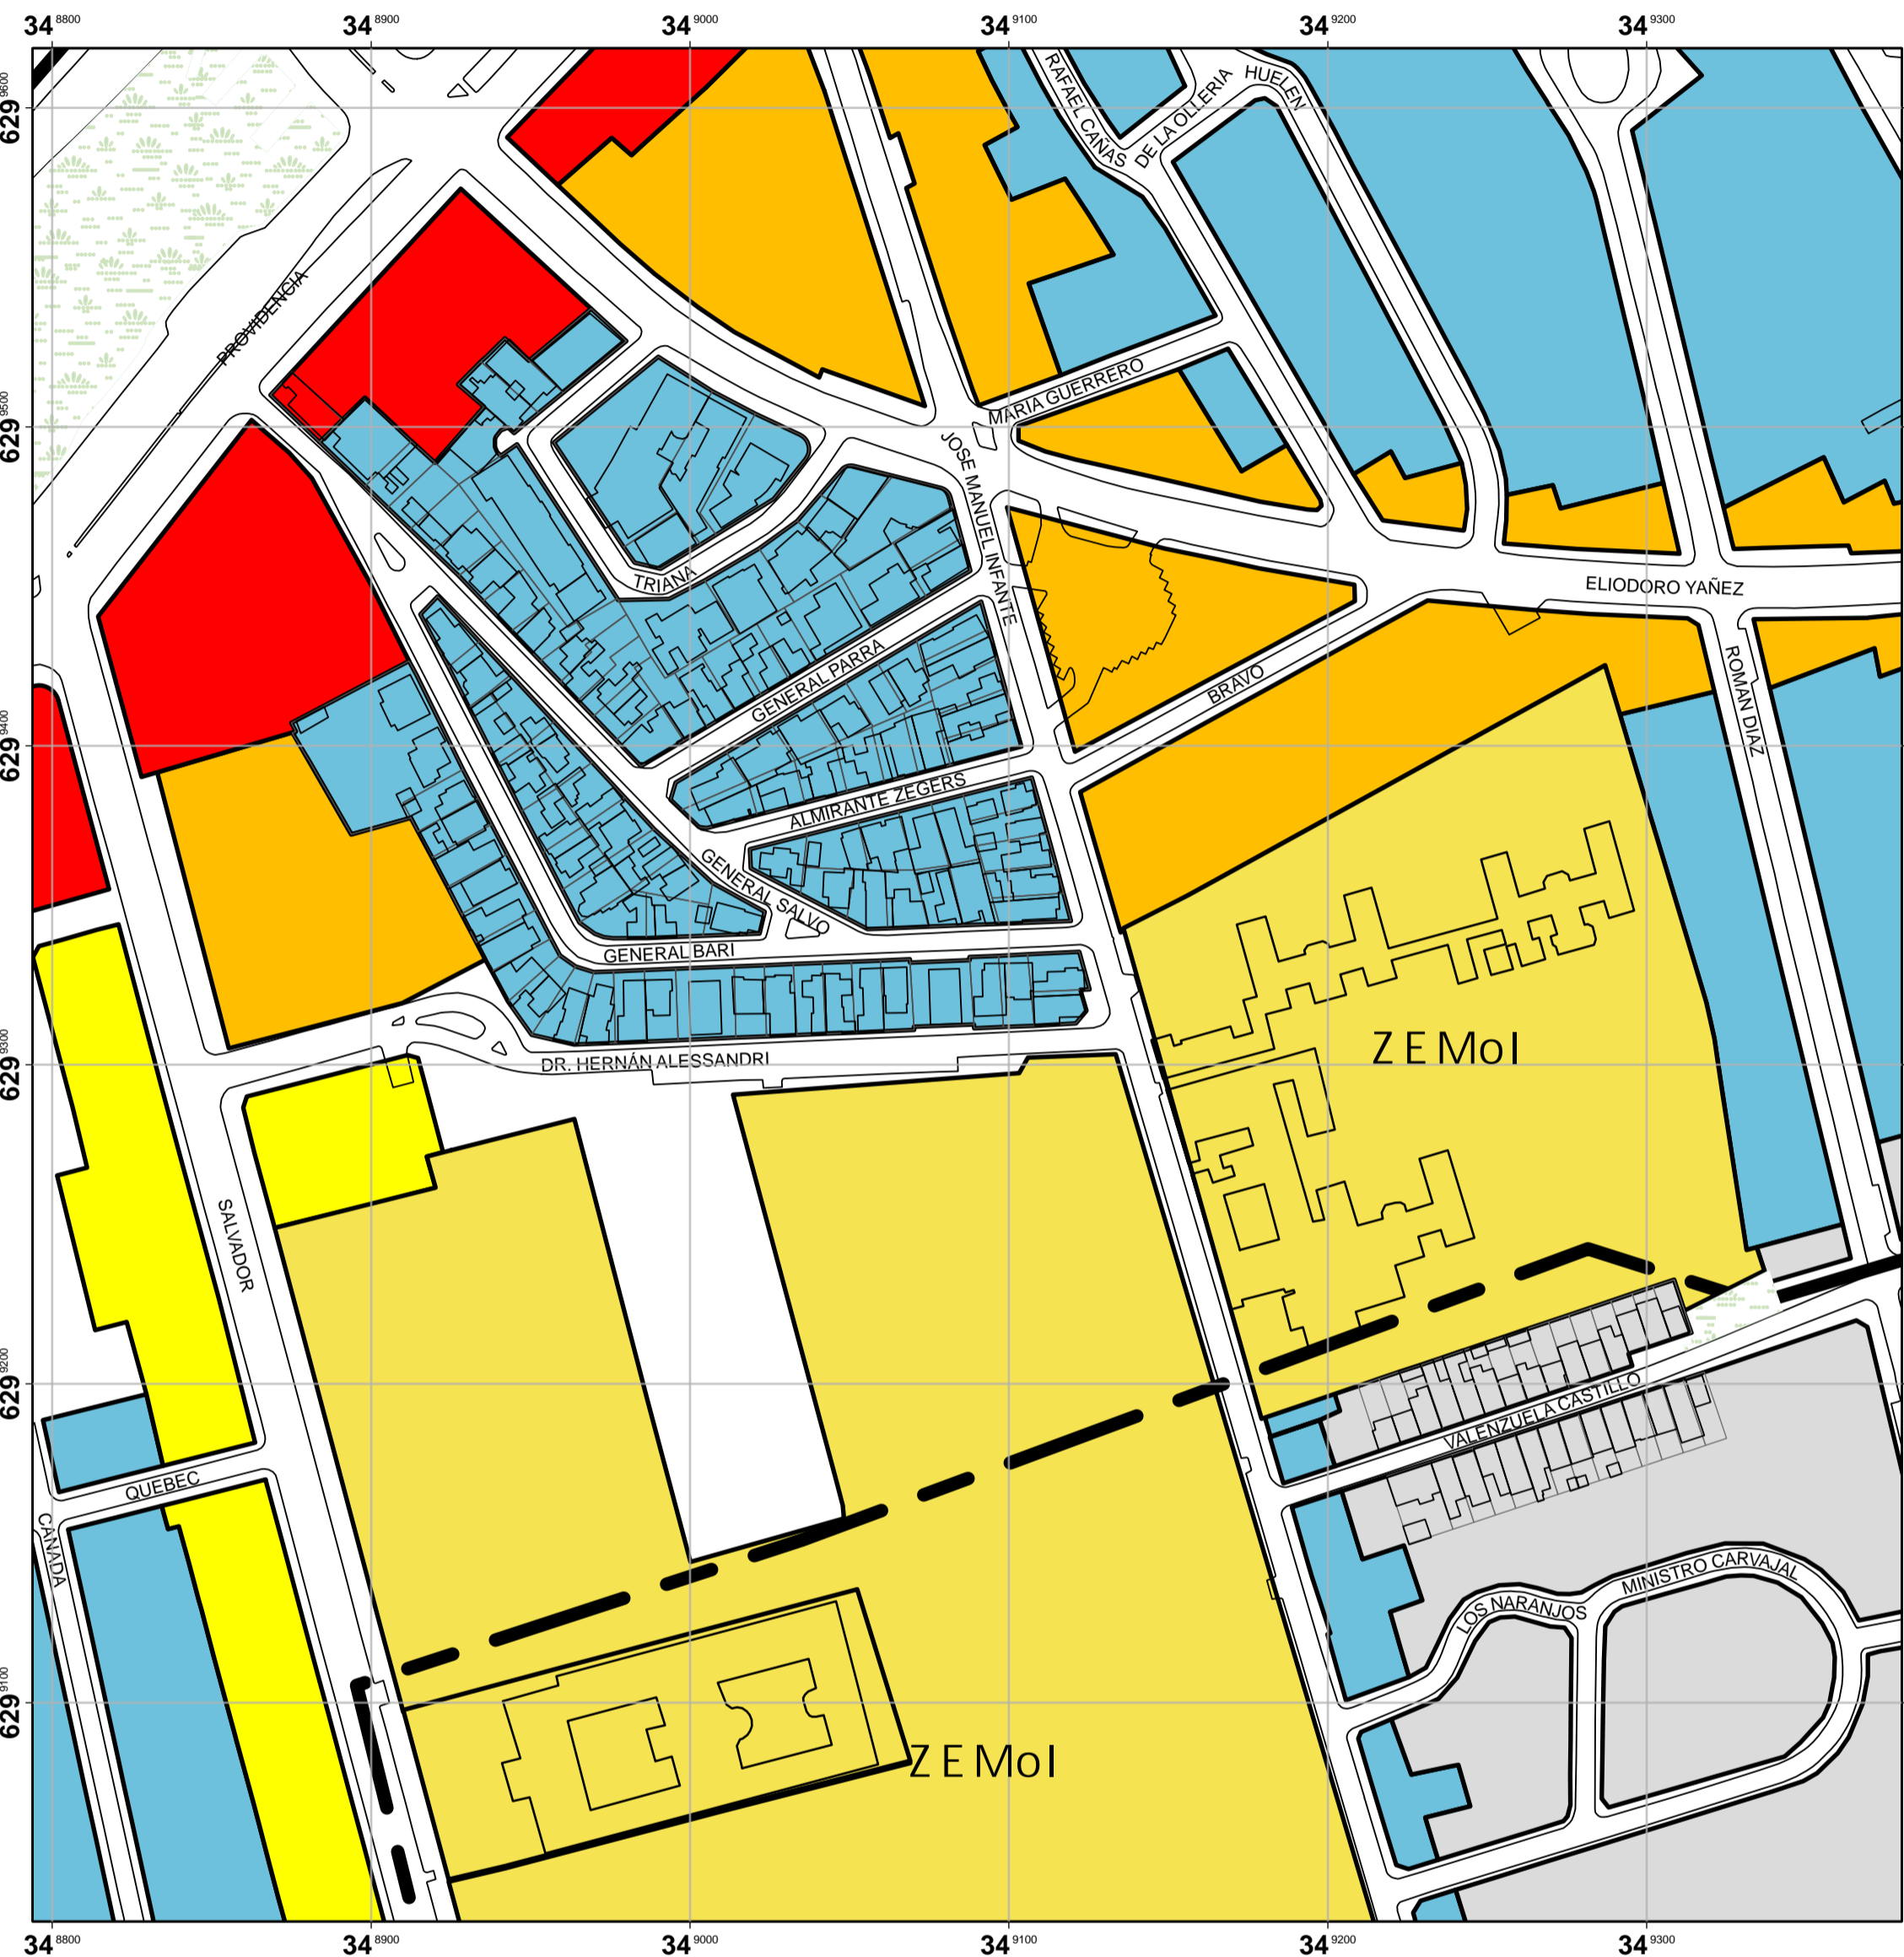 34 8800 34 8900 34 9000 34 9100 34 9200 34 9300
629 9600
629 9500
629 9400
629 9300
629 9200
629 9100
RAFAEL CAÑAS
DE LA OLLERIA
HUELEN
PROVIDENCIA
MARIA GUERRERO
JOSE MANUEL INFANTE
TRIANA
ELIODORO YAÑEZ
GENERAL PARRA
BRAVO
ROMAN DIAZ
ALMIRANTE ZEGERS
GENERAL SALVO
GENERAL BARI
DR. HERNÁN ALESSANDRI
Z E MoI
SALVADOR
VALENZUELA CASTILLO
QUEBEC
CANADA
MINISTRO CARVAJAL
LOS NARANJOS
Z E MoI
34 8800 34 8900 34 9000 34 9100 34 9200 34 9300